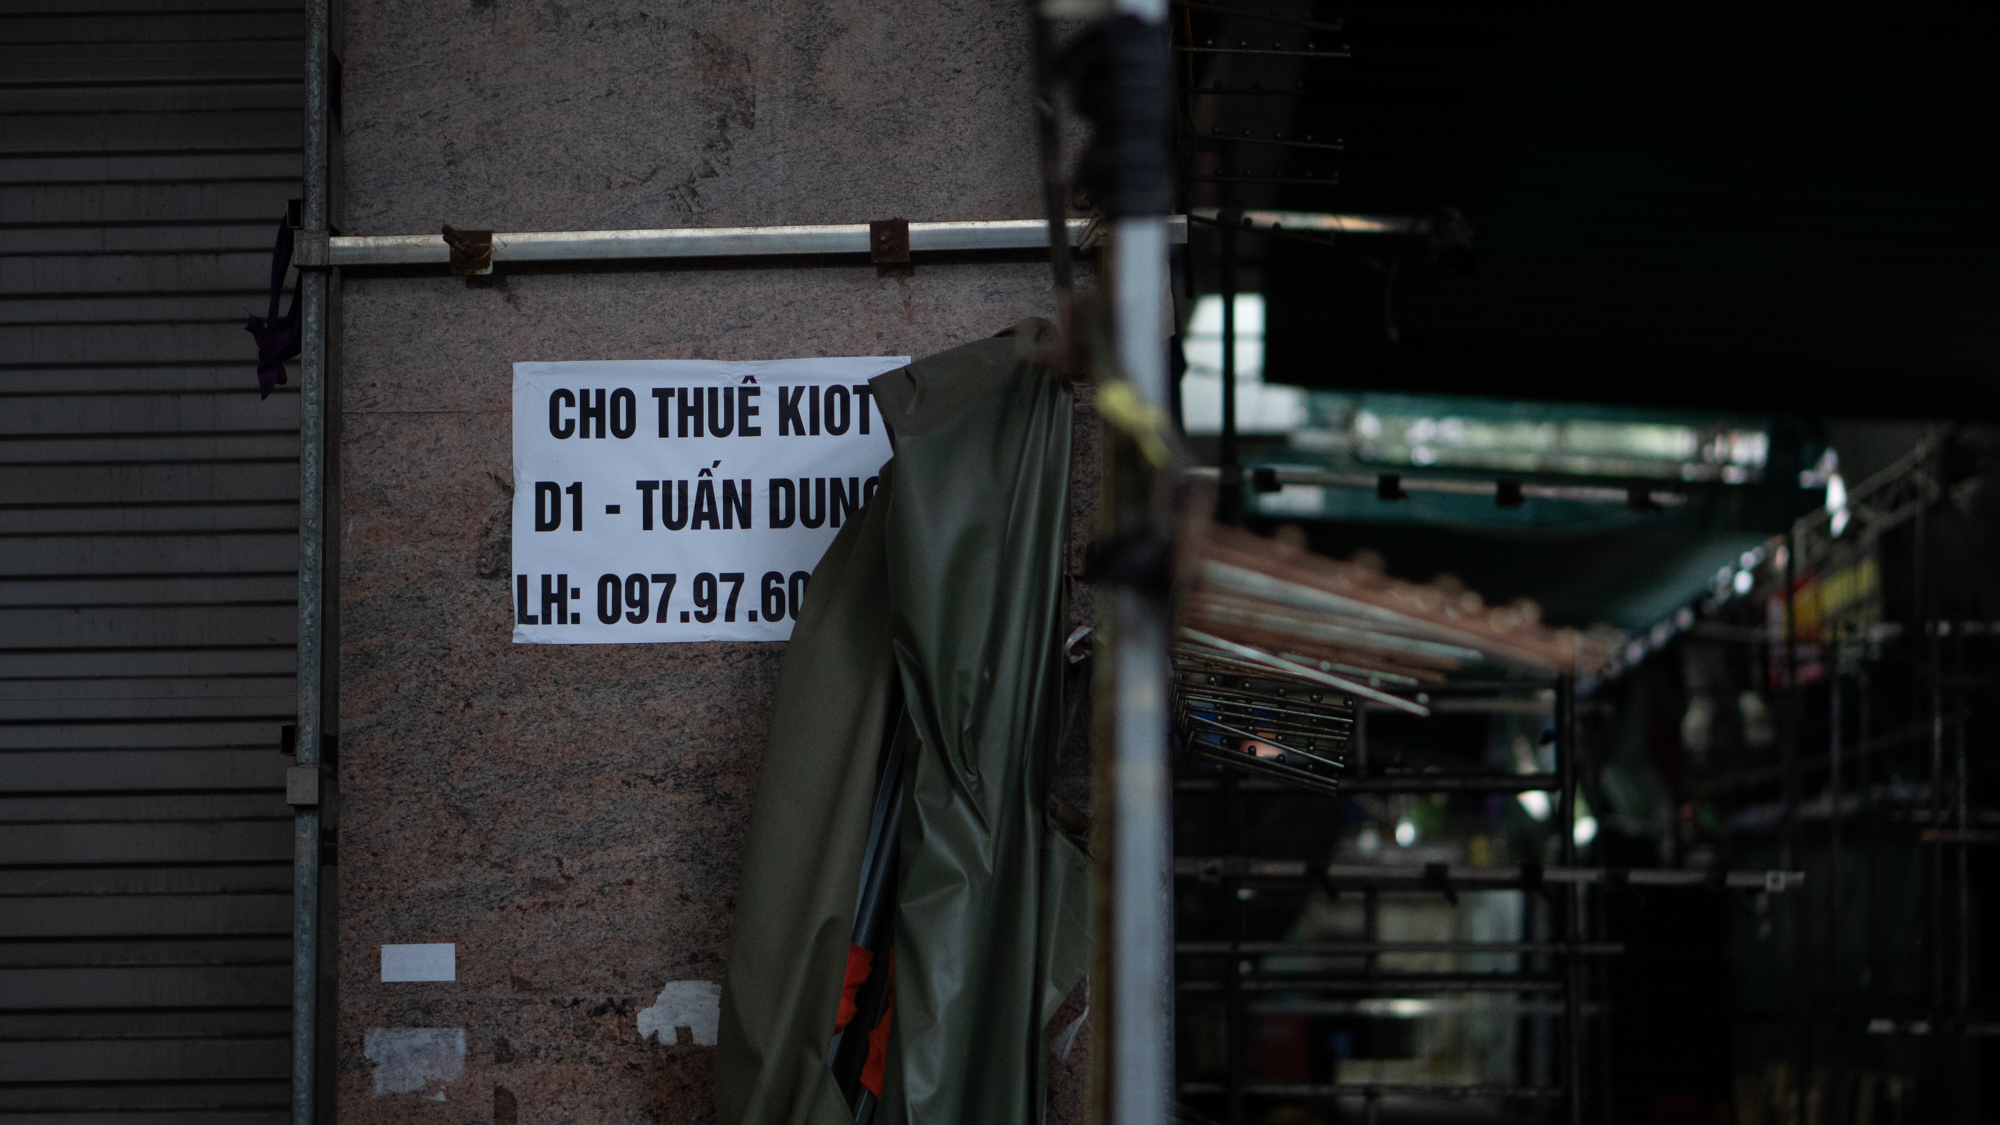 CHO THUÊ KIOT
D1 - TUẤN DUNG
LH: 097.97.60